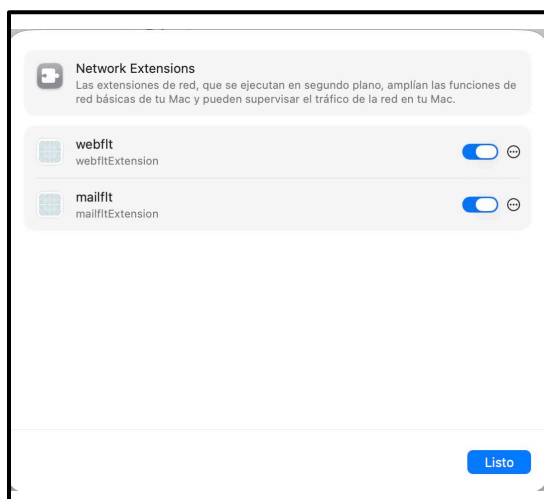 Network Extensions
Las extensiones de red, que se ejecutan en segundo plano, amplían las funciones de
red básicas de tu Mac y pueden supervisar el tráfico de la red en tu Mac.
webflt
webfltExtension
mailflt
mailfltExtension
Listo